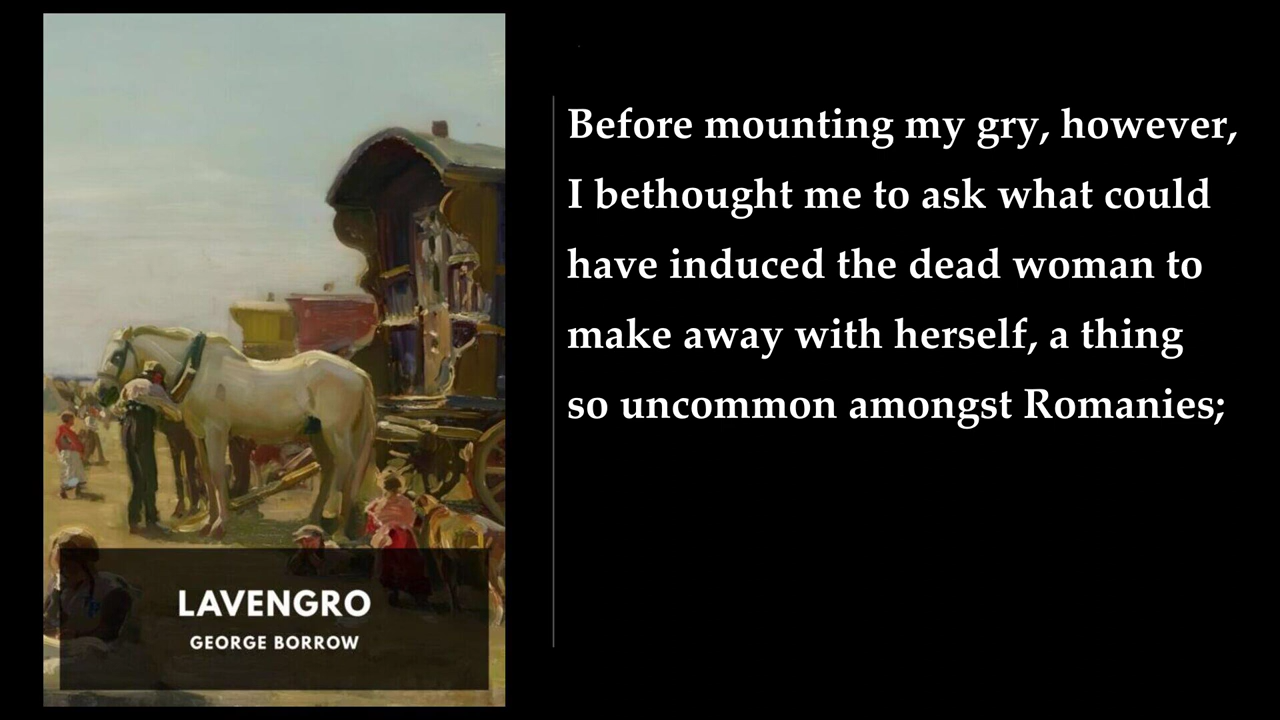 LAVENGRO
GEORGE BORROW
Before mounting my gry, however,
I bethought me to ask what could
have induced the dead woman to
make away with herself, a thing
so uncommon amongst Romanies;